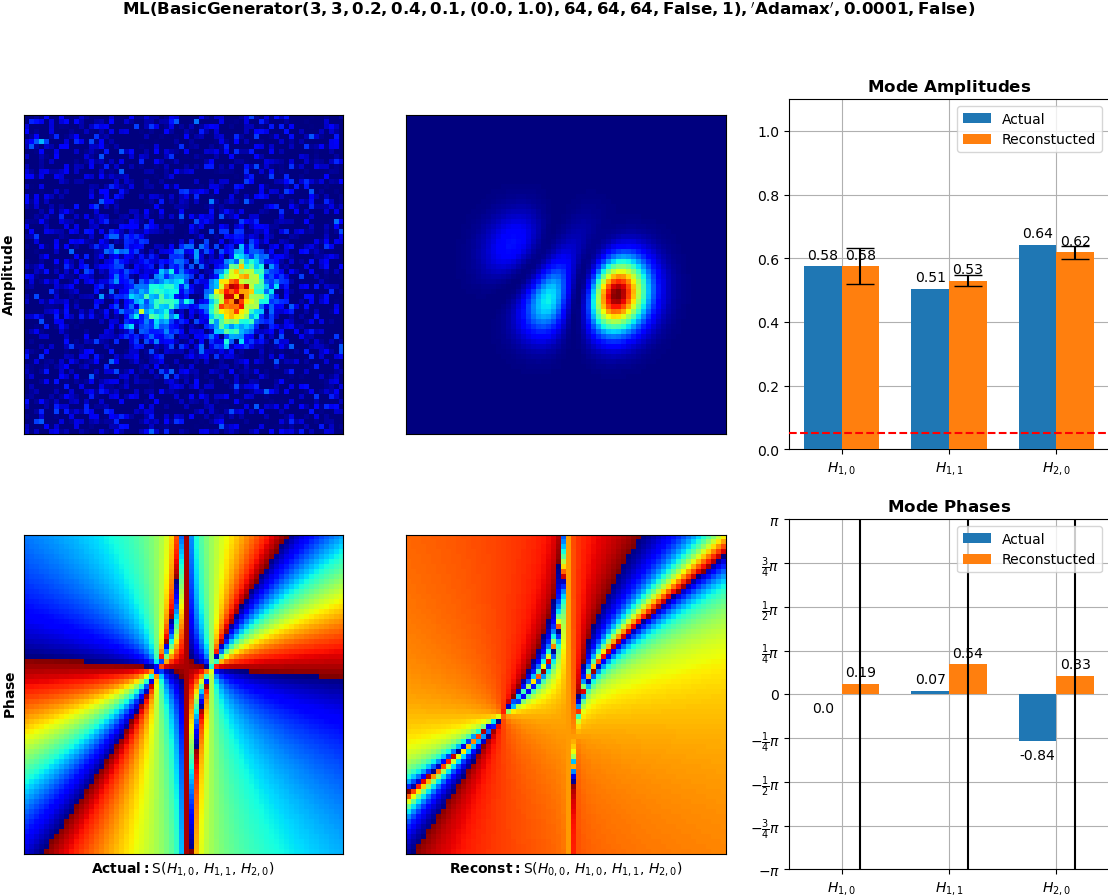 ML(BasicGenerator(3, 3, 0.2, 0.4, 0.1, (0.0, 1.0), 64, 64, 64, False, 1), ′Adamax′, 0.0001, False)
Amplitude
Mode Amplitudes
Actual
Reconstucted
1.0
0.8
0.6
0.4
0.2
0.0
0.58
0.58
0.51
0.53
0.64
0.62
H1,0
H1,1
H2,0
Phase
Actual: S(H1,0, H1,1, H2,0)
Reconst: S(H0,0, H1,0, H1,1, H2,0)
Mode Phases
Actual
Reconstucted
π
3/4π
1/2π
1/4π
0
−1/4π
−1/2π
−3/4π
−π
0.0
0.19
0.07
0.54
-0.84
0.33
H1,0
H1,1
H2,0